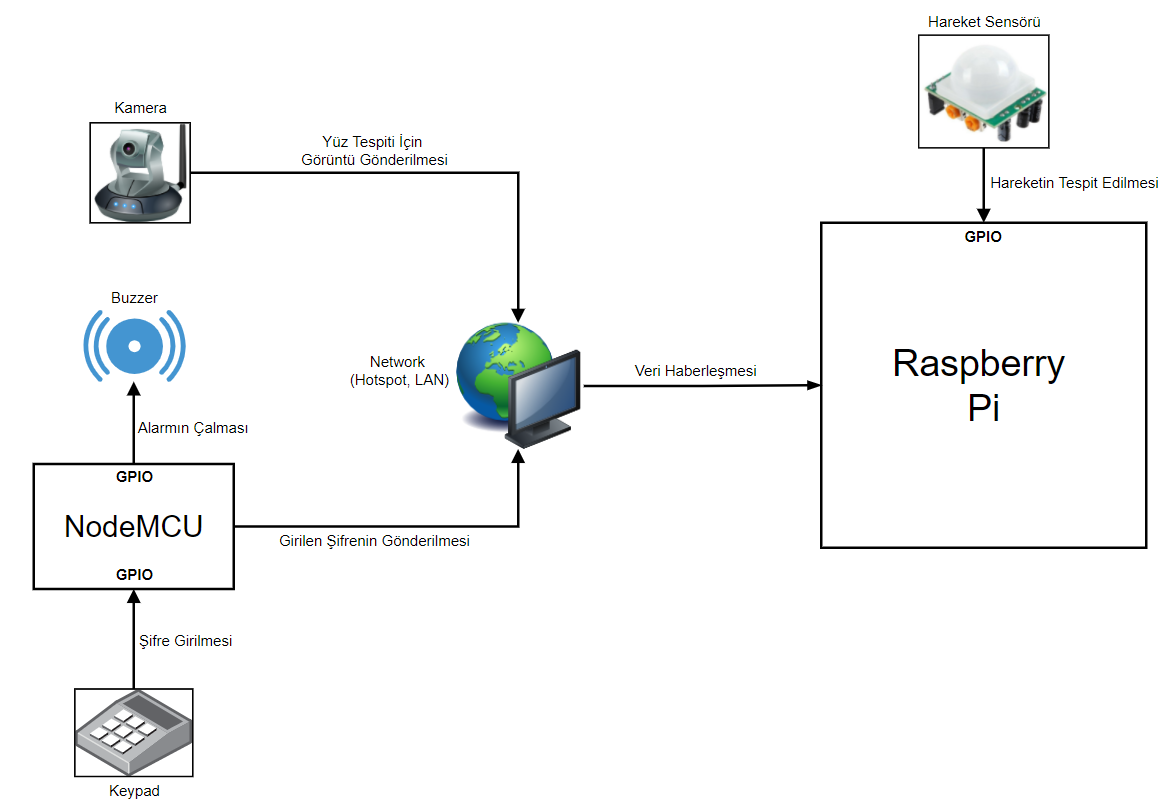 Hareket Sensörü
Kamera
Yüz Tespiti İçin
Görüntü Gönderilmesi
Hareketin Tespit Edilmesi
GPIO
Buzzer
Network
(Hotspot, LAN)
Veri Haberleşmesi
Raspberry
Pi
Alarmın Çalması
GPIO
NodeMCU
Girilen Şifrenin Gönderilmesi
GPIO
Şifre Girilmesi
Keypad